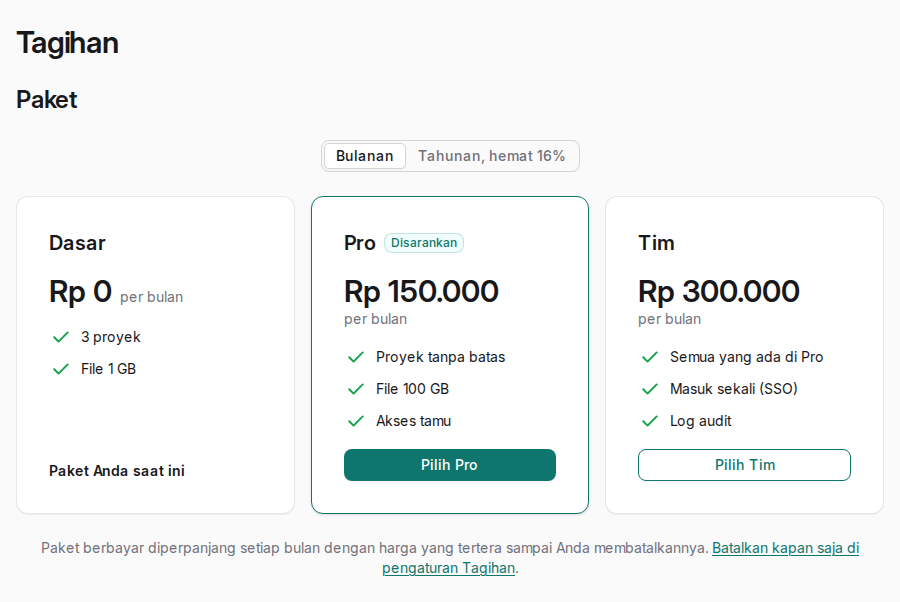 Tagihan
Paket
Bulanan
Tahunan, hemat 16%
Dasar
Rp 0 per bulan
3 proyek
File 1 GB
Paket Anda saat ini
Pro Disarankan
Rp 150.000
per bulan
Proyek tanpa batas
File 100 GB
Akses tamu
Pilih Pro
Tim
Rp 300.000
per bulan
Semua yang ada di Pro
Masuk sekali (SSO)
Log audit
Pilih Tim
Paket berbayar diperpanjang setiap bulan dengan harga yang tertera sampai Anda membatalkannya. Batalkan kapan saja di
pengaturan Tagihan.